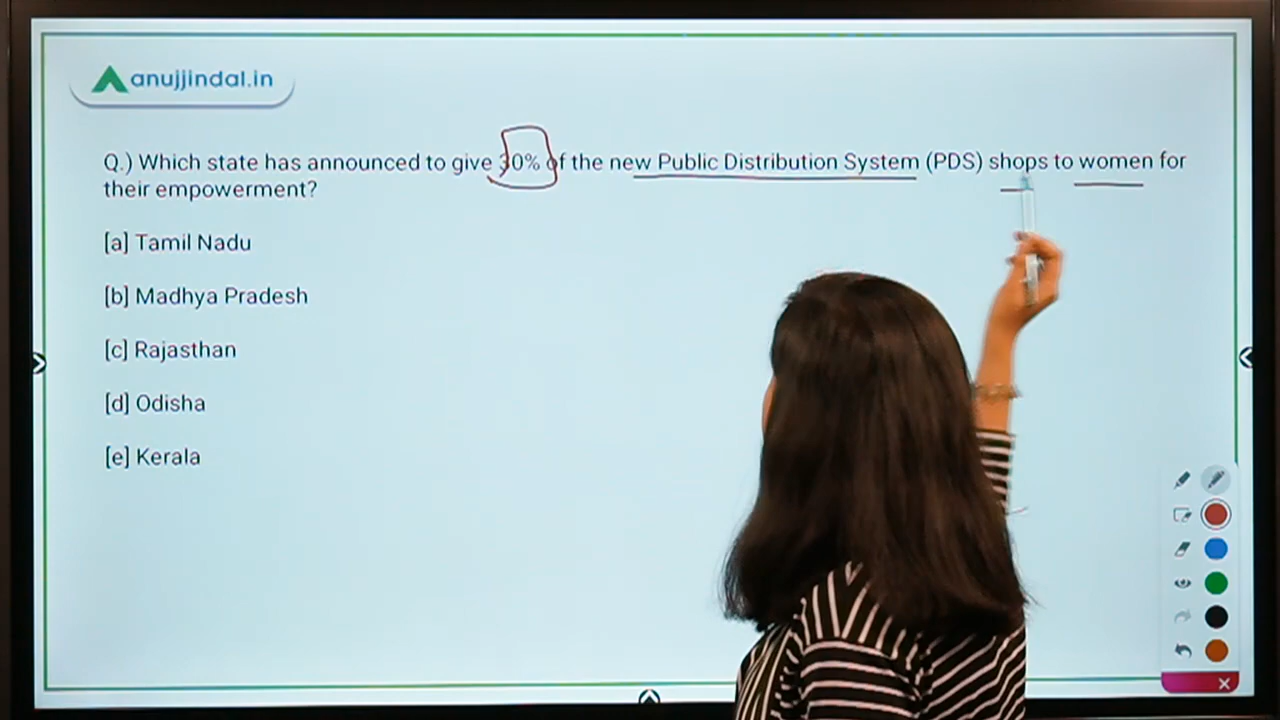 anujjindal.in
Q.) Which state has announced to give 30% of the new Public Distribution System (PDS) shops to women for
their empowerment?
[a] Tamil Nadu
[b] Madhya Pradesh
[c] Rajasthan
[d] Odisha
[e] Kerala